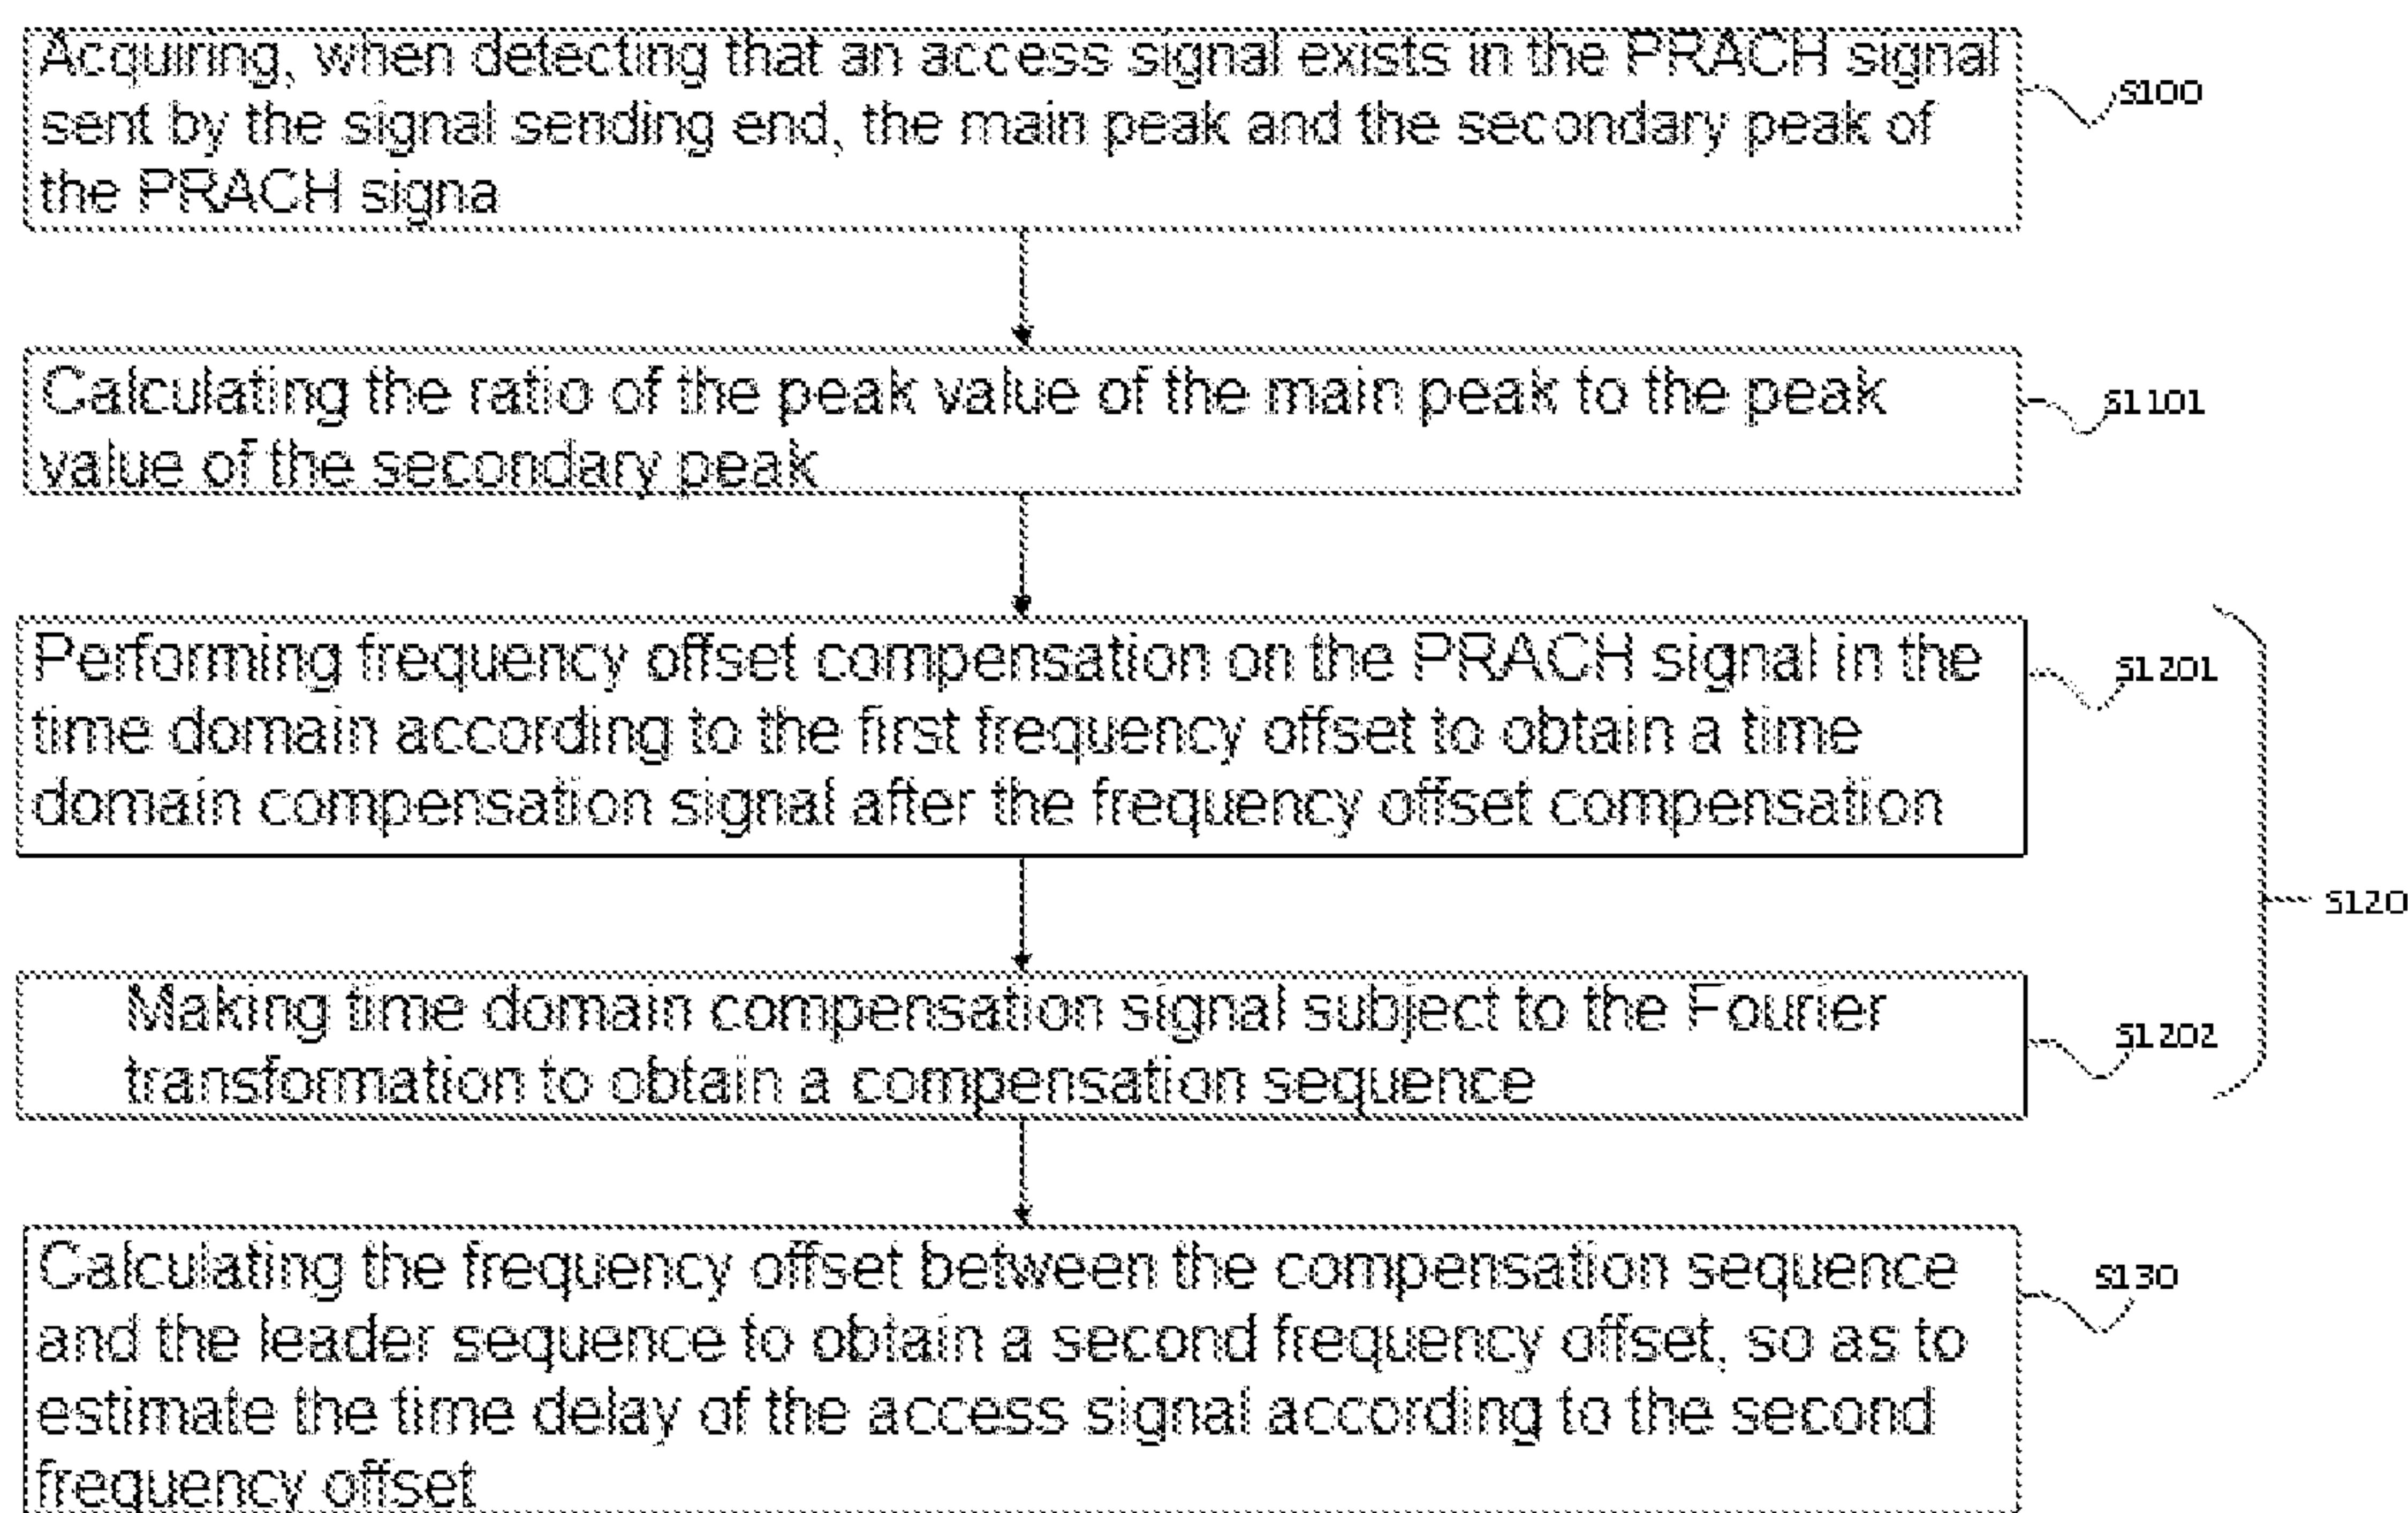 Acquiring, when detecting that an access signal exists in the PRACH signal
sent by the signal sending end, the main peak and the secondary peak of
the PRACH signa
S100
Calculating the ratio of the peak value of the main peak to the peak
value of the secondary peak
S1101
Performing frequency offset compensation on the PRACH signal in the
time domain according to the first frequency offset to obtain a time
domain compensation signal after the frequency offset compensation
S1201
S120
Making time domain compensation signal subject to the Fourier
transformation to obtain a compensation sequence
S1202
Calculating the frequency offset between the compensation sequence
and the leader sequence to obtain a second frequency offset, so as to
estimate the time delay of the access signal according to the second
frequency offset
S130